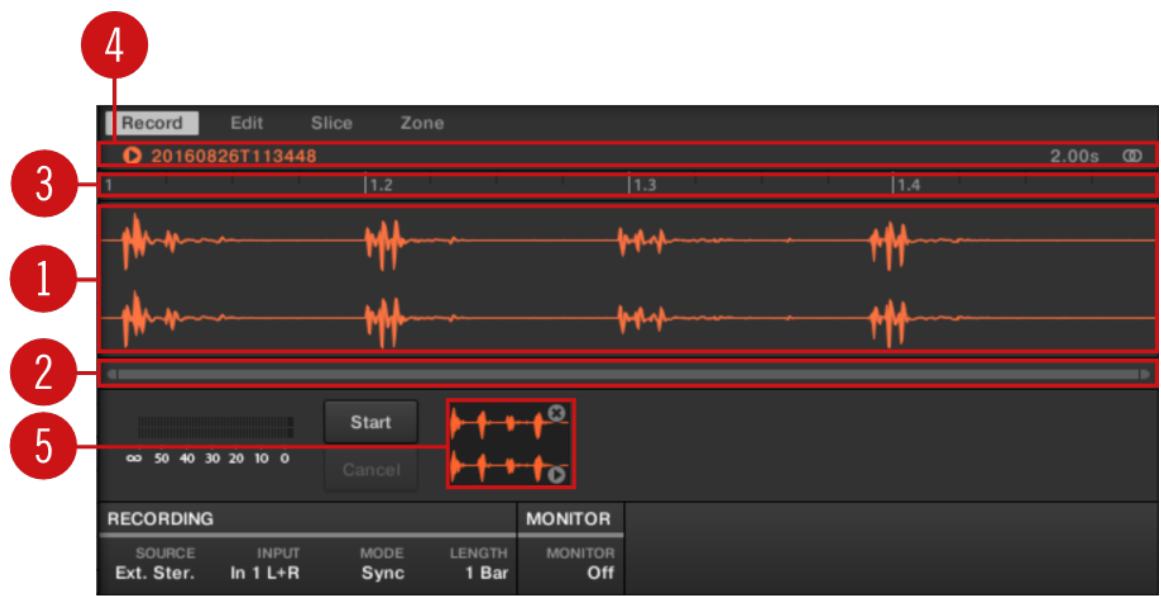 4
Record Edit Slice Zone
20160826T113448 2.00s
3
1 1.2 1.3 1.4
1
2
5
Start
∞ 50 40 30 20 10 0
Cancel
RECORDING MONITOR
SOURCE INPUT MODE LENGTH MONITOR
Ext. Ster. In 1 L+R Sync 1 Bar Off